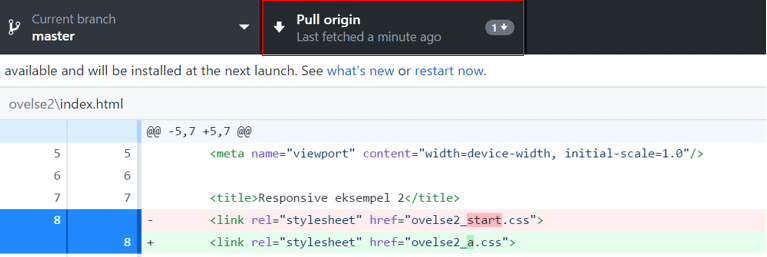 Current branch
master
Pull origin
Last fetched a minute ago
1
available and will be installed at the next launch. See what's new or restart now.
ovelse2\index.html
@@ -5,7 +5,7 @@
5 5 <meta name="viewport" content="width=device-width, initial-scale=1.0"/>
6 6
7 7 <title>Responsive eksempel 2</title>
8 - <link rel="stylesheet" href="ovelse2_start.css">
8 + <link rel="stylesheet" href="ovelse2_a.css">